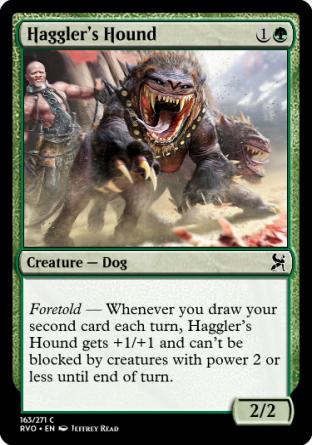 Haggler's Hound 1
Creature — Dog
Foretold — Whenever you draw your
second card each turn, Haggler's
Hound gets +1/+1 and can't be
blocked by creatures with power 2 or
less until end of turn.
2/2
163/271 C
RVO • EN Jeffrey Read